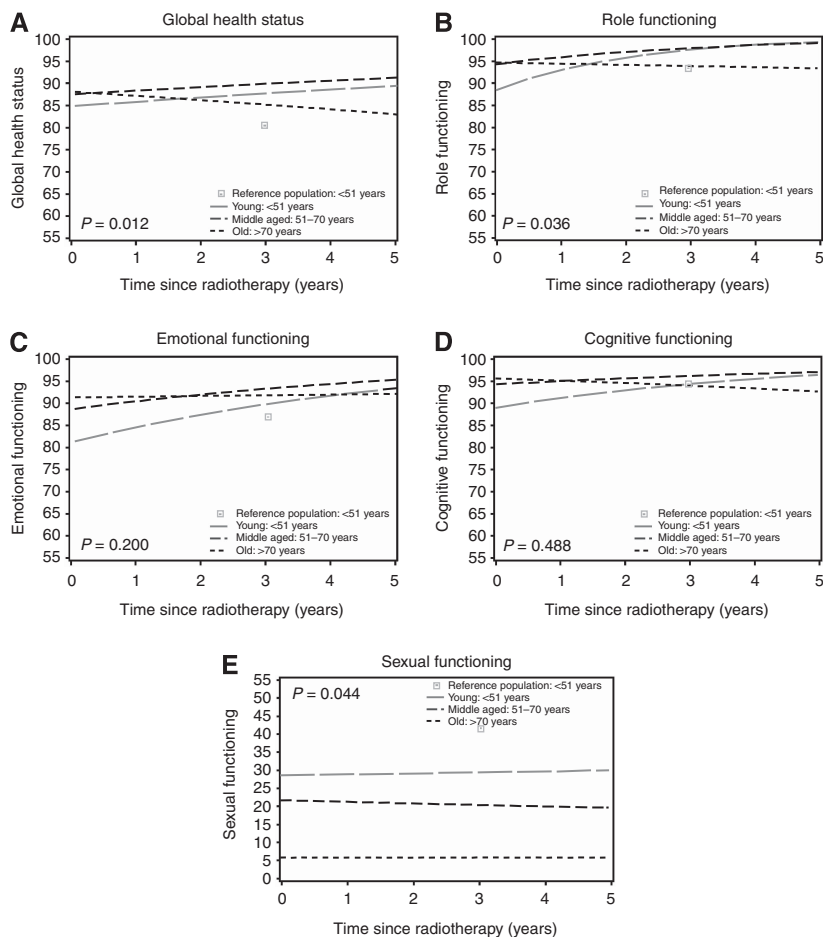 A
Global health status
Global health status
100
95
90
85
80
75
70
65
60
55
P = 0.012
Reference population: <51 years
Young: <51 years
Middle aged: 51–70 years
Old: >70 years
0 1 2 3 4 5
Time since radiotherapy (years)
B
Role functioning
Role functioning
100
95
90
85
80
75
70
65
60
55
P = 0.036
Reference population: <51 years
Young: <51 years
Middle aged: 51–70 years
Old: >70 years
0 1 2 3 4 5
Time since radiotherapy (years)
C
Emotional functioning
Emotional functioning
100
95
90
85
80
75
70
65
60
55
P = 0.200
Reference population: <51 years
Young: <51 years
Middle aged: 51–70 years
Old: >70 years
0 1 2 3 4 5
Time since radiotherapy (years)
D
Cognitive functioning
Cognitive functioning
100
95
90
85
80
75
70
65
60
55
P = 0.488
Reference population: <51 years
Young: <51 years
Middle aged: 51–70 years
Old: >70 years
0 1 2 3 4 5
Time since radiotherapy (years)
E
Sexual functioning
Sexual functioning
55
50
45
40
35
30
25
20
15
10
5
0
P = 0.044
Reference population: <51 years
Young: <51 years
Middle aged: 51–70 years
Old: >70 years
0 1 2 3 4 5
Time since radiotherapy (years)